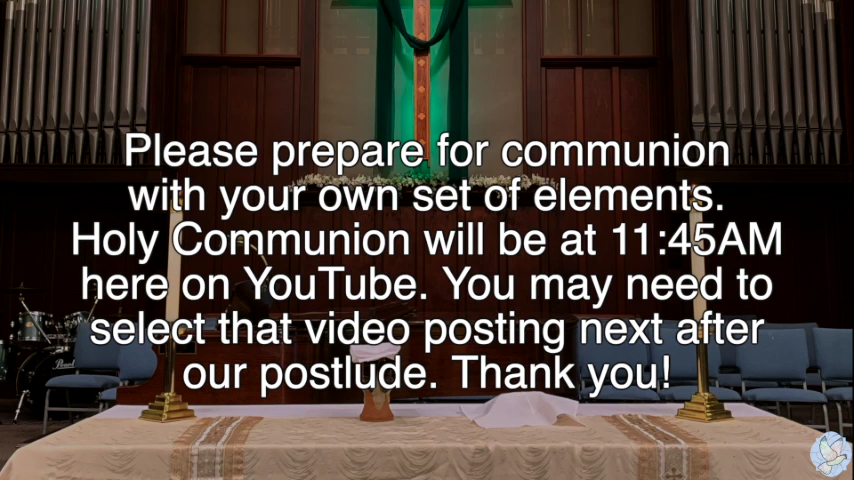 Please prepare for communion
with your own set of elements.
Holy Communion will be at 11:45AM
here on YouTube. You may need to
select that video posting next after
our postlude. Thank you!